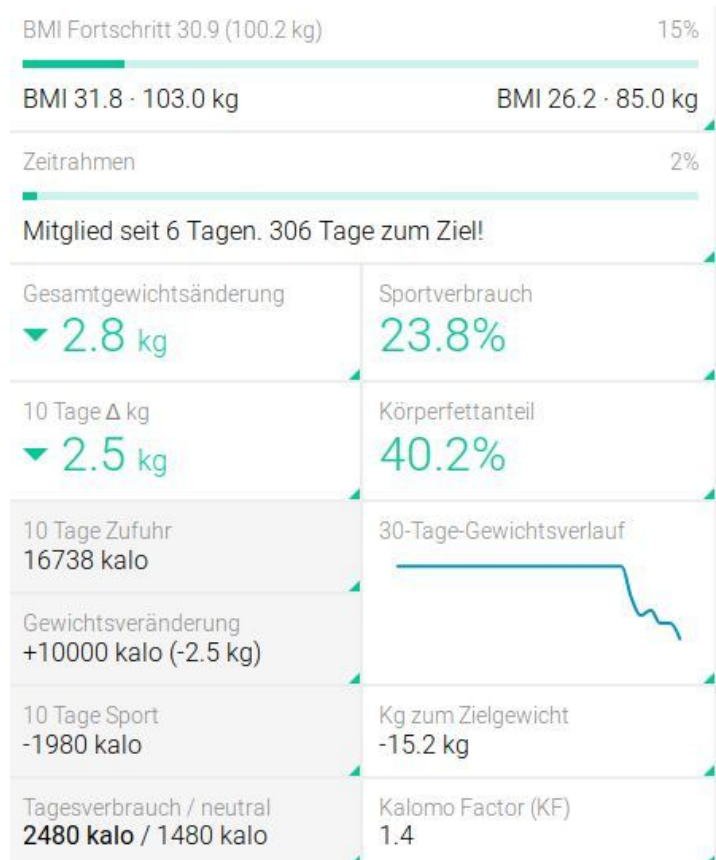 BMI Fortschritt 30.9 (100.2 kg) 15%
BMI 31.8 · 103.0 kg BMI 26.2 · 85.0 kg
Zeitrahmen 2%
Mitglied seit 6 Tagen. 306 Tage zum Ziel!
Gesamtgewichtsänderung
2.8 kg
Sportverbrauch
23.8%
10 Tage Δ kg
2.5 kg
Körperfettanteil
40.2%
10 Tage Zufuhr
16738 kalo
30-Tage-Gewichtsverlauf
Gewichtsveränderung
+10000 kalo (-2.5 kg)
10 Tage Sport
-1980 kalo
Kg zum Zielgewicht
-15.2 kg
Tagesverbrauch / neutral
2480 kalo / 1480 kalo
Kalomo Factor (KF)
1.4